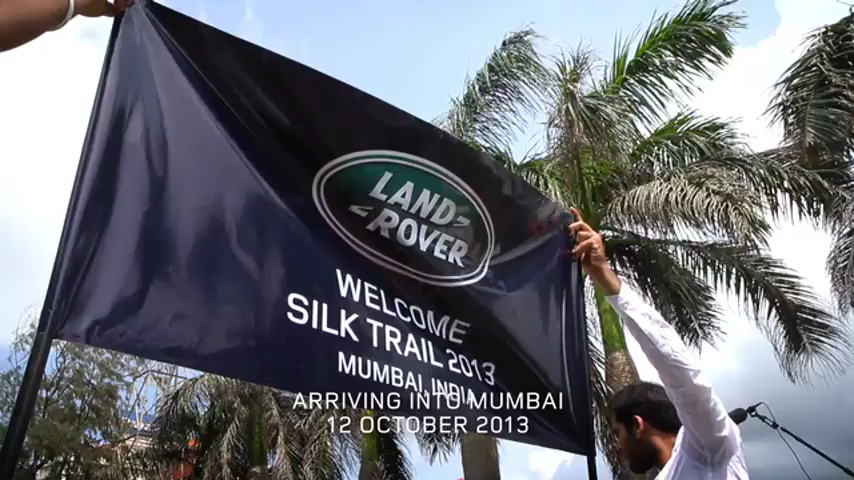 LAND
ROVER
WELCOME
SILK TRAIL 2013
MUMBAI, INDIA
ARRIVING INTO MUMBAI
12 OCTOBER 2013